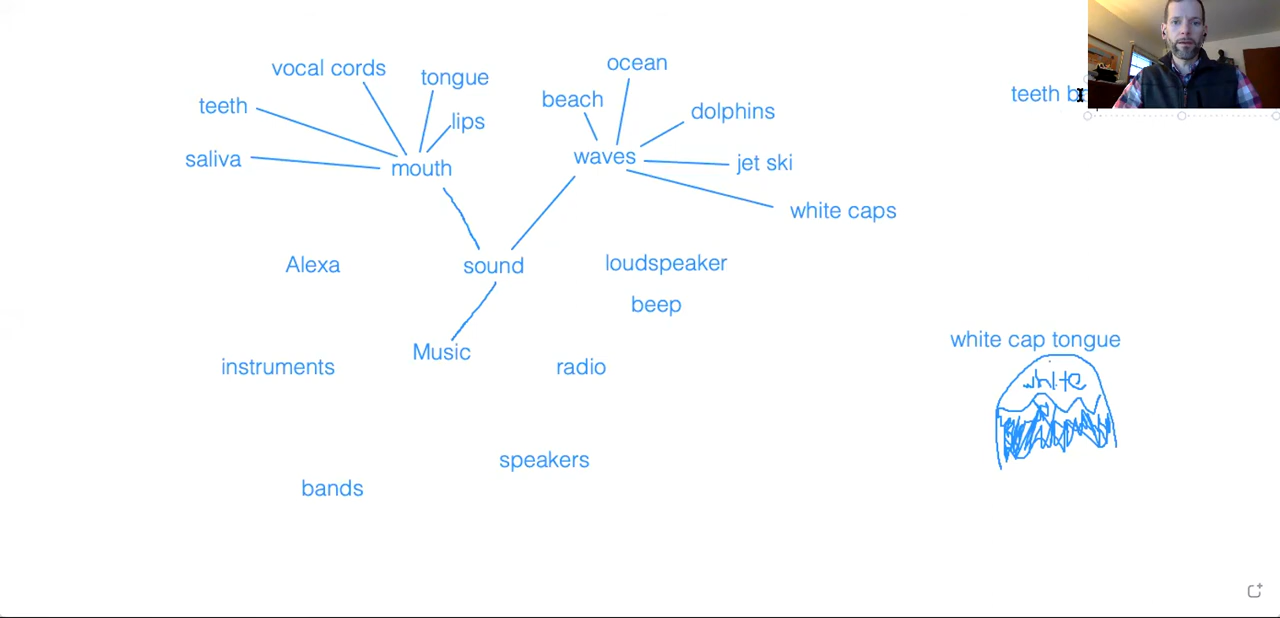 ocean
vocal cords
tongue
teeth
beach
dolphins
teeth
lips
saliva
mouth
waves
jet ski
white caps
Alexa
sound
loudspeaker
beep
white cap tongue
Music
instruments
radio
white
speakers
bands